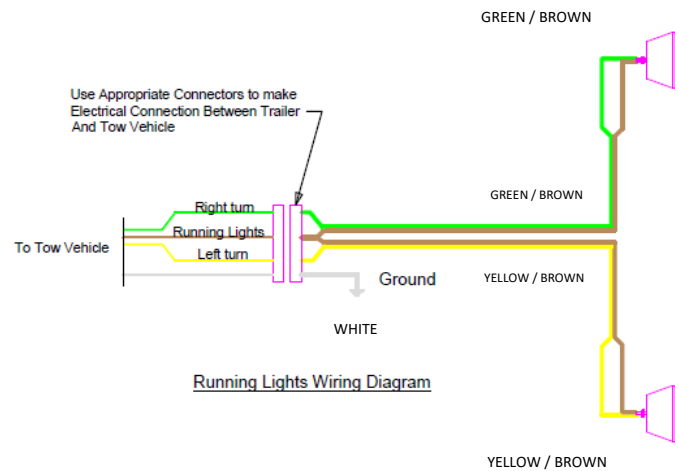 GREEN / BROWN
Use Appropriate Connectors to make
Electrical Connection Between Trailer
And Tow Vehicle
GREEN / BROWN
Right turn
Running Lights
To Tow Vehicle
Left turn
Ground
YELLOW / BROWN
WHITE
Running Lights Wiring Diagram
YELLOW / BROWN